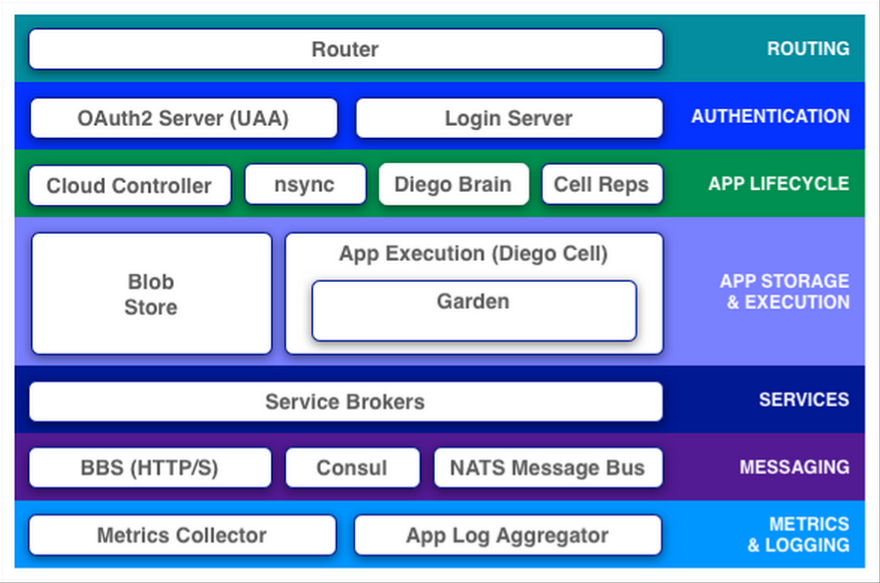 Router
ROUTING
OAuth2 Server (UAA)
Login Server
AUTHENTICATION
Cloud Controller
nsync
Diego Brain
Cell Reps
APP LIFECYCLE
Blob
Store
App Execution (Diego Cell)
Garden
APP STORAGE
& EXECUTION
Service Brokers
SERVICES
BBS (HTTP/S)
Consul
NATS Message Bus
MESSAGING
Metrics Collector
App Log Aggregator
METRICS
& LOGGING